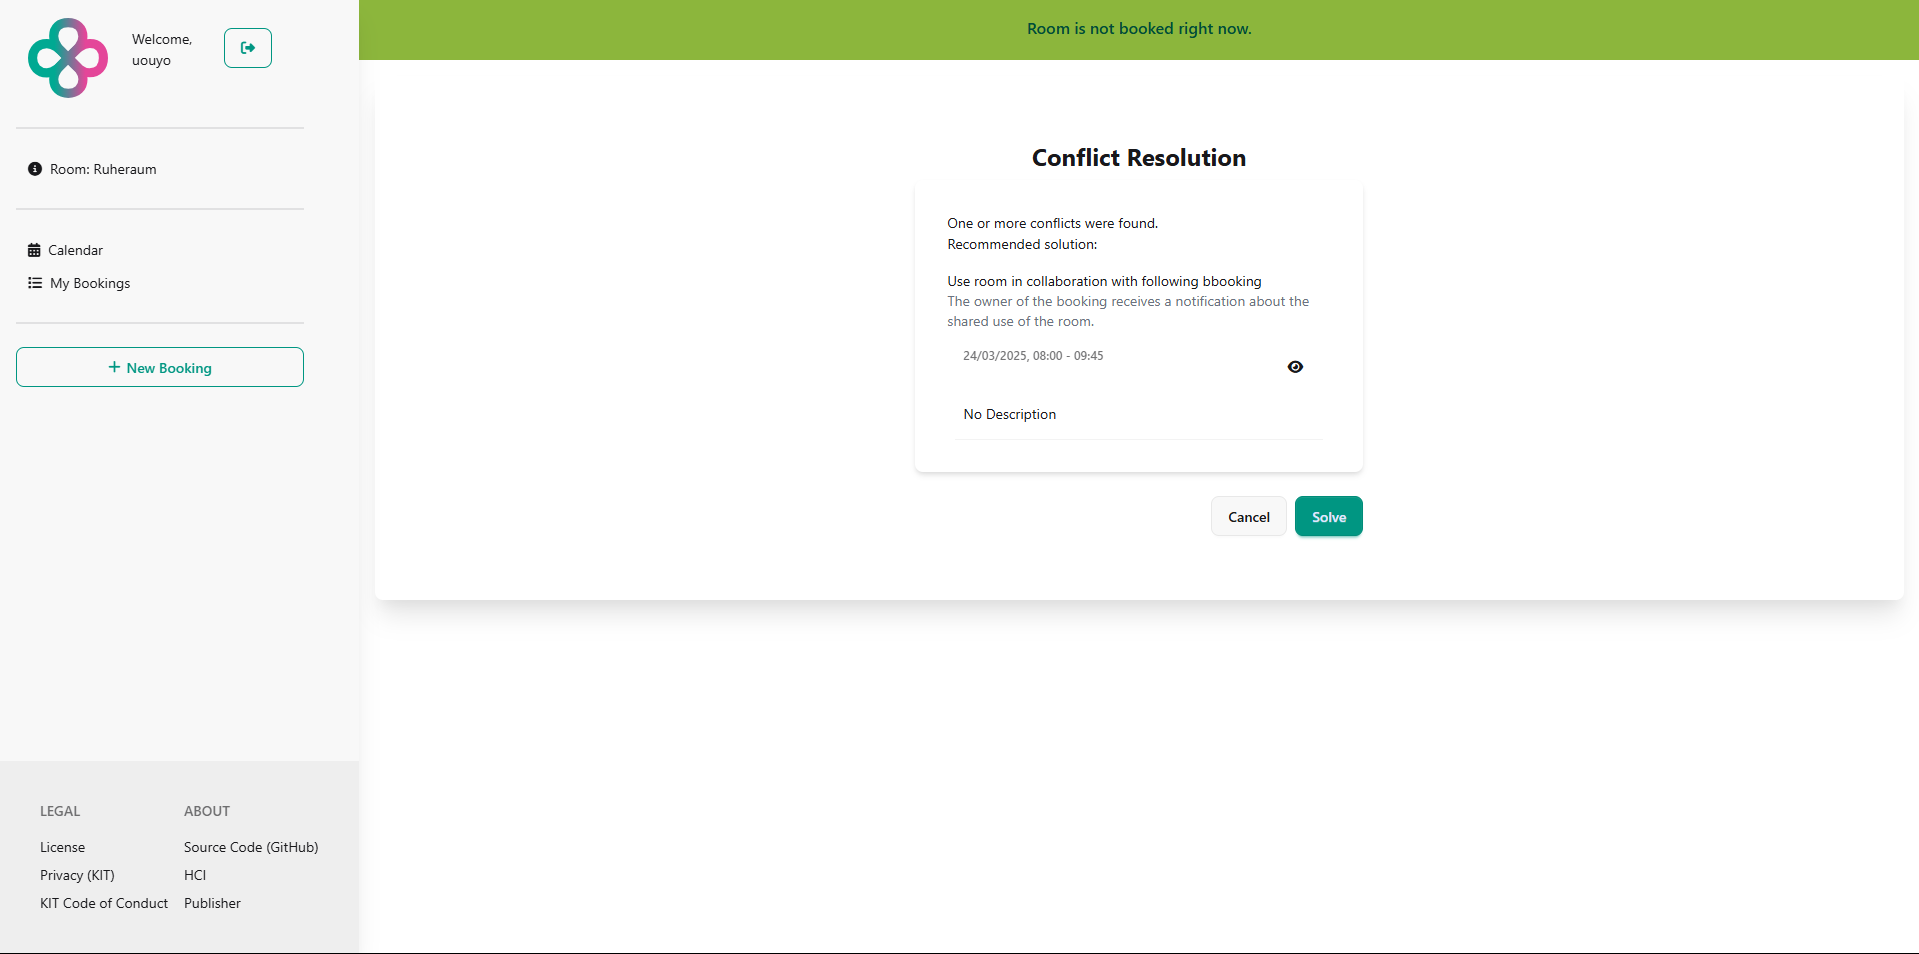 Welcome,
uouyo
Room: Ruheraum
Calendar
My Bookings
New Booking
LEGAL
License
Privacy (KIT)
KIT Code of Conduct
ABOUT
Source Code (GitHub)
HCI
Publisher
Room is not booked right now.
Conflict Resolution
One or more conflicts were found.
Recommended solution:
Use room in collaboration with following bbooking
The owner of the booking receives a notification about the
shared use of the room.
24/03/2025, 08:00 - 09:45
No Description
Cancel
Solve